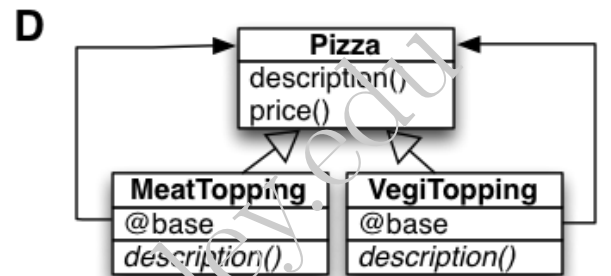 D
Pizza
description()
price()
MeatTopping
@base
description()
VegiTopping
@base
description()